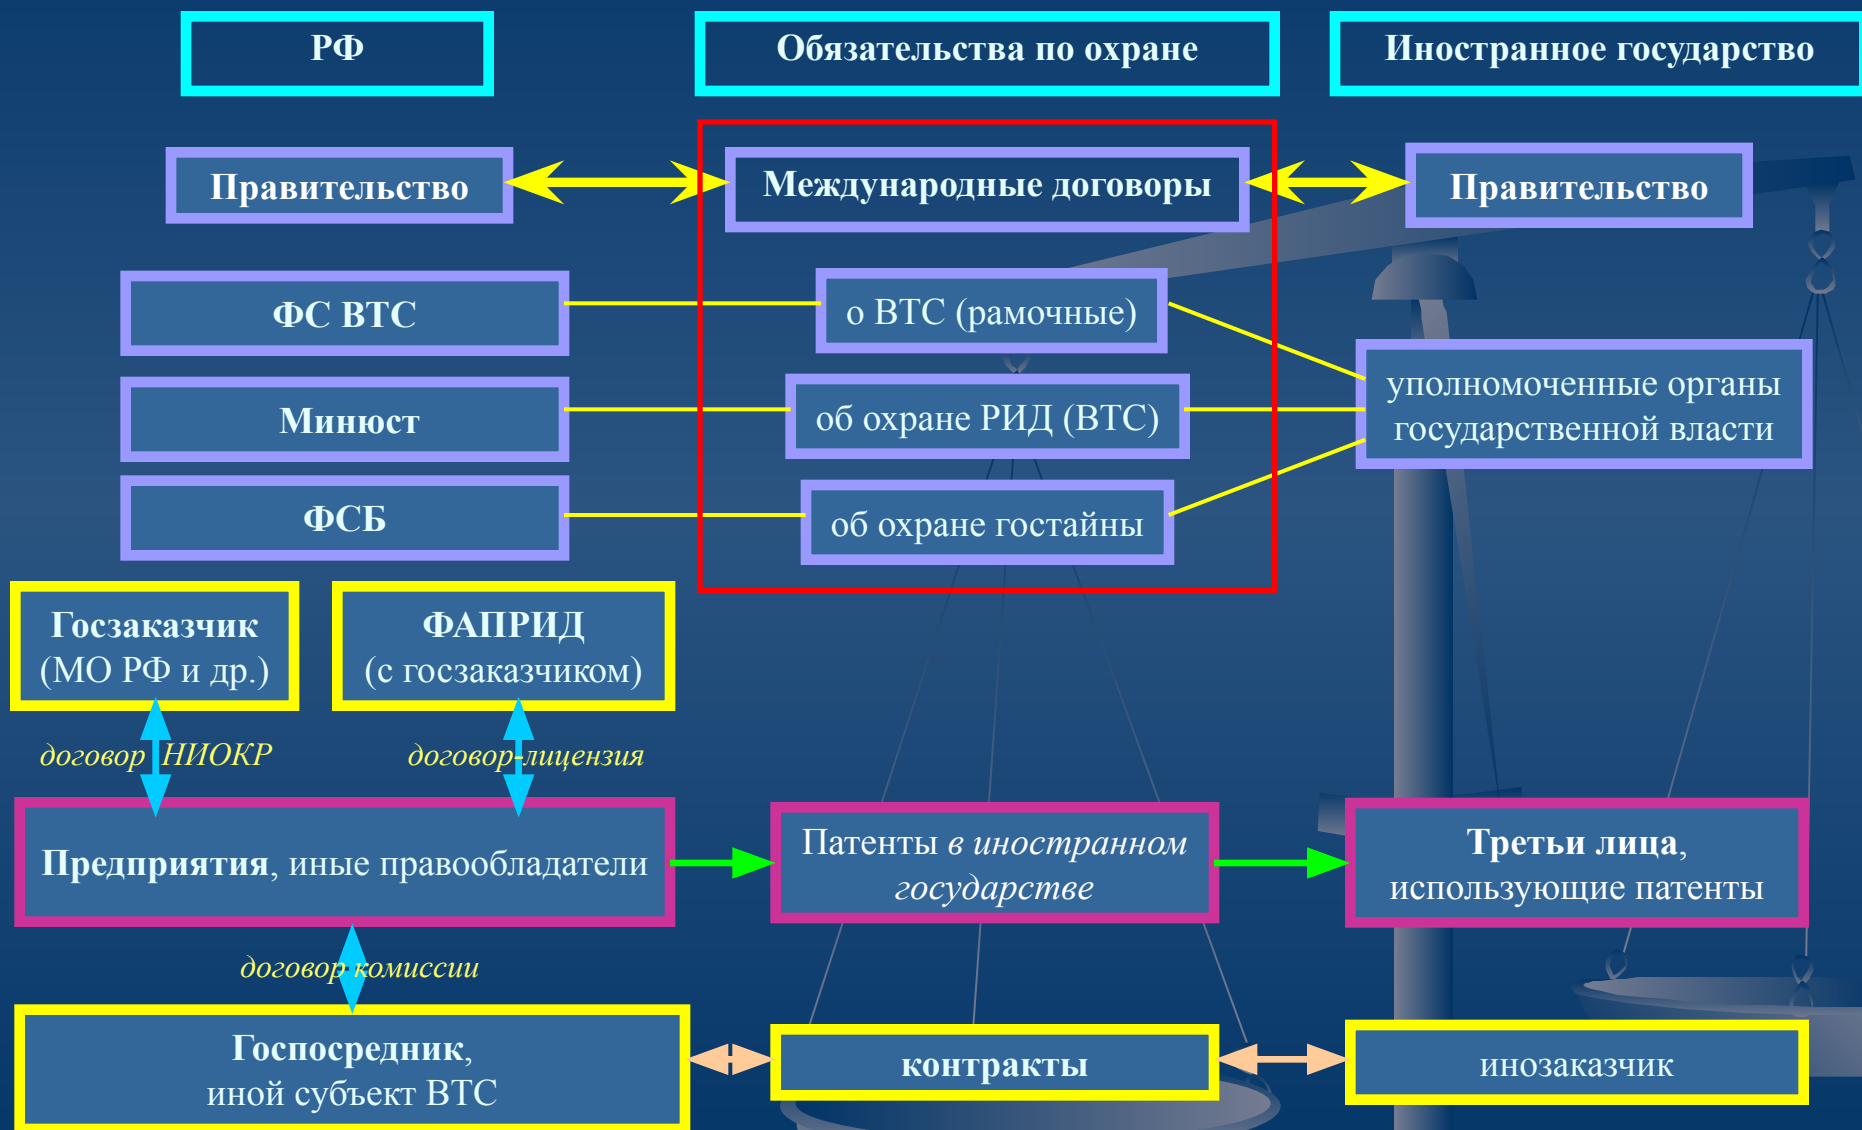 РФ
Обязательства по охране
Иностранное государство
Правительство
Международные договоры
Правительство
ФС ВТС
о ВТС (рамочные)
Минюст
об охране РИД (ВТС)
уполномоченные органы
государственной власти
ФСБ
об охране гостайны
Госзаказчик
(МО РФ и др.)
ФАПРИД
(с госзаказчиком)
договор НИОКР
договор-лицензия
Предприятия, иные правообладатели
Патенты в иностранном
государстве
Третьи лица,
использующие патенты
договор комиссии
Госпосредник,
иной субъект ВТС
контракты
инозаказчик